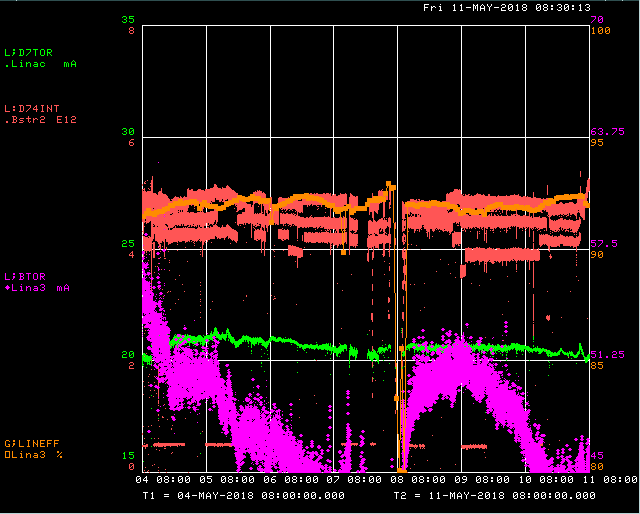 Fri 11-MAY-2018 08:30:13
35 70
8 100
L;D7TOR
.Linac mA
L:D74INT
.Bstr2 E12
30 63.75
6 95
25 57.5
4 90
L;BTOR
♦Lina3 mA
20 51.25
2 85
G;LINEFF
□Lina3 %
15 45
0 80
04 08:00 05 08:00 06 08:00 07 08:00 08 08:00 09 08:00 10 08:00 11 08:00
T1 = 04-MAY-2018 08:00:00.000 T2 = 11-MAY-2018 08:00:00.000